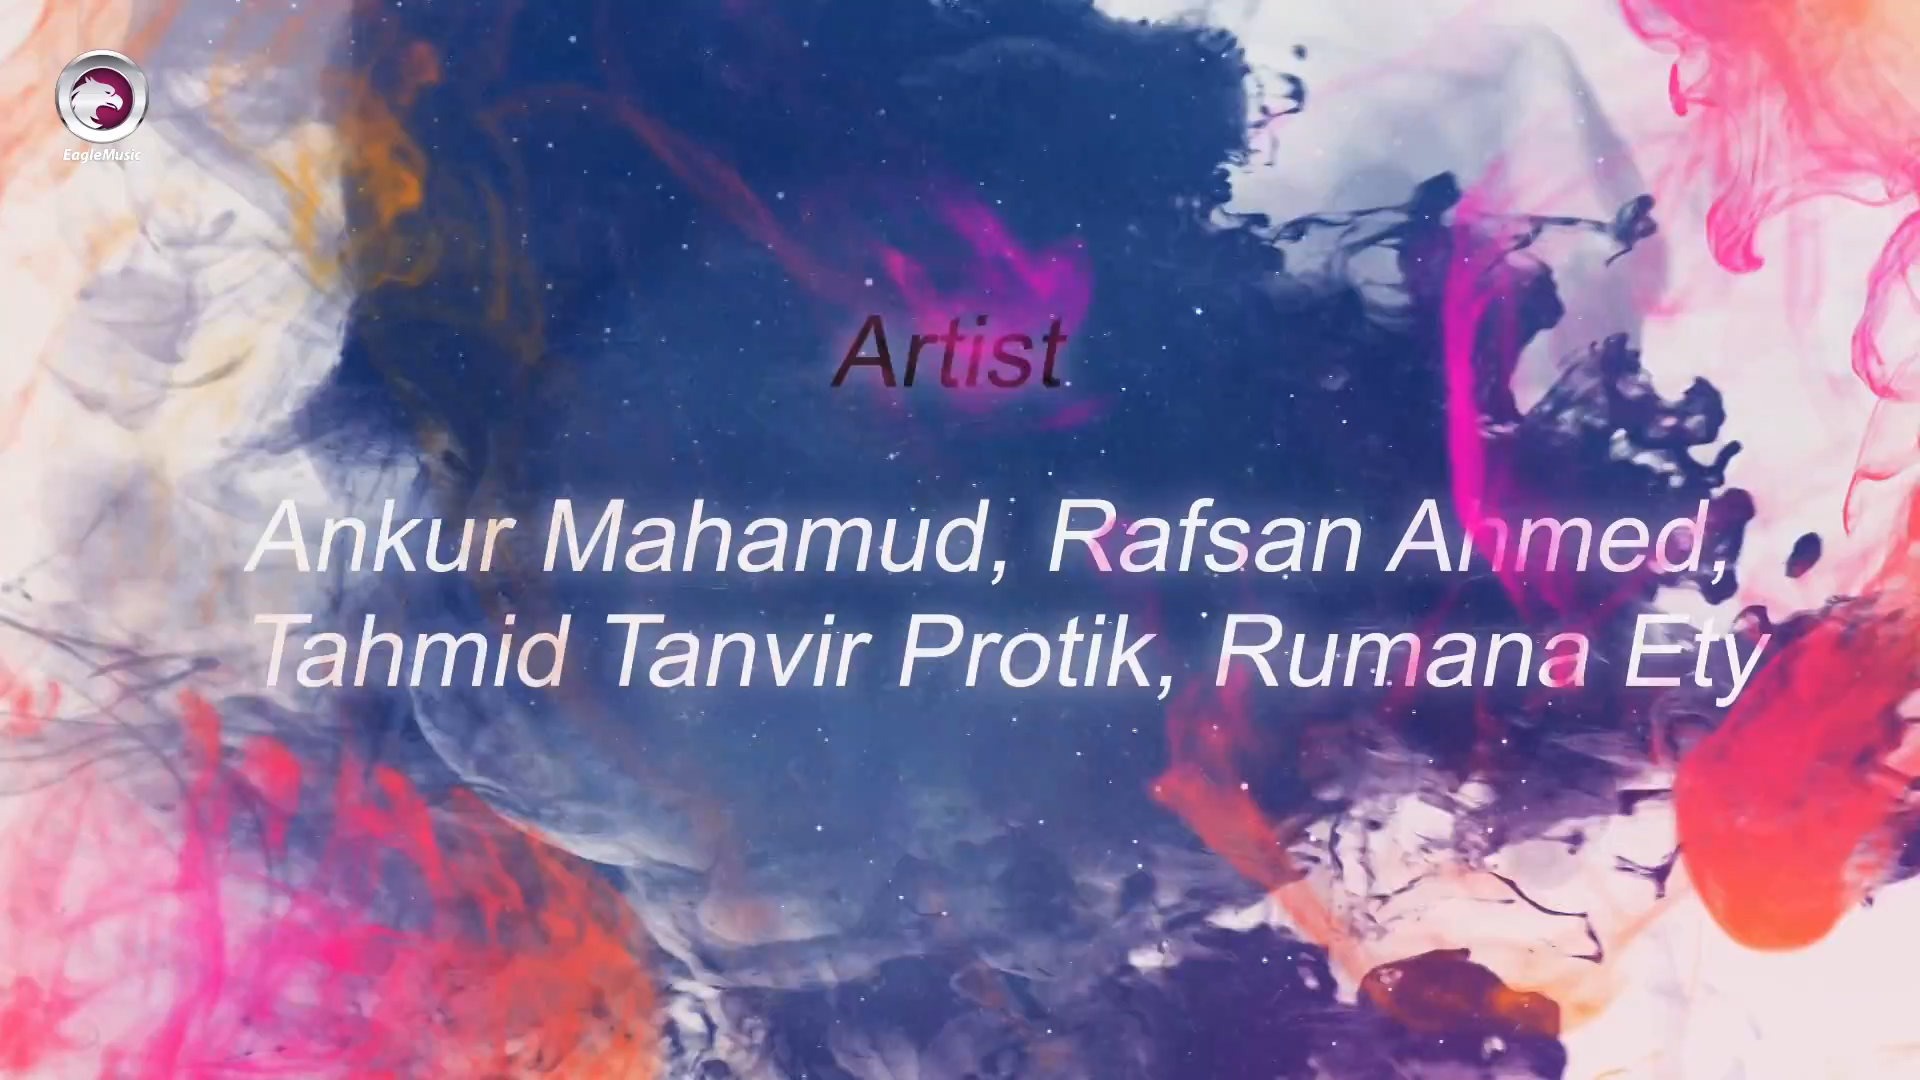 EagleMusic
Artist
Ankur Mahamud, Rafsan Ahmed,
Tahmid Tanvir Protik, Rumana Ety